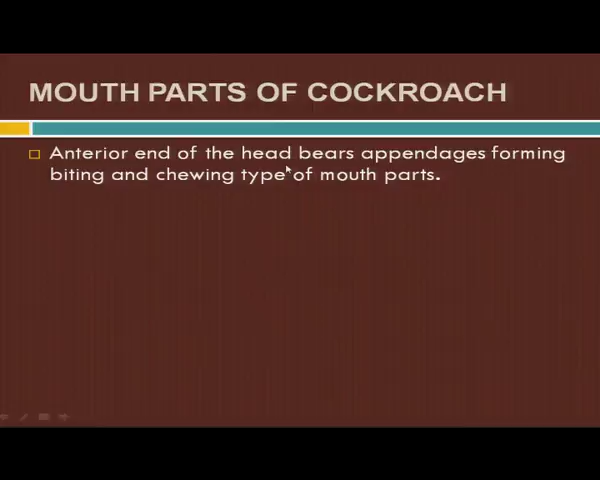 MOUTH PARTS OF COCKROACH
Anterior end of the head bears appendages forming
biting and chewing type of mouth parts.